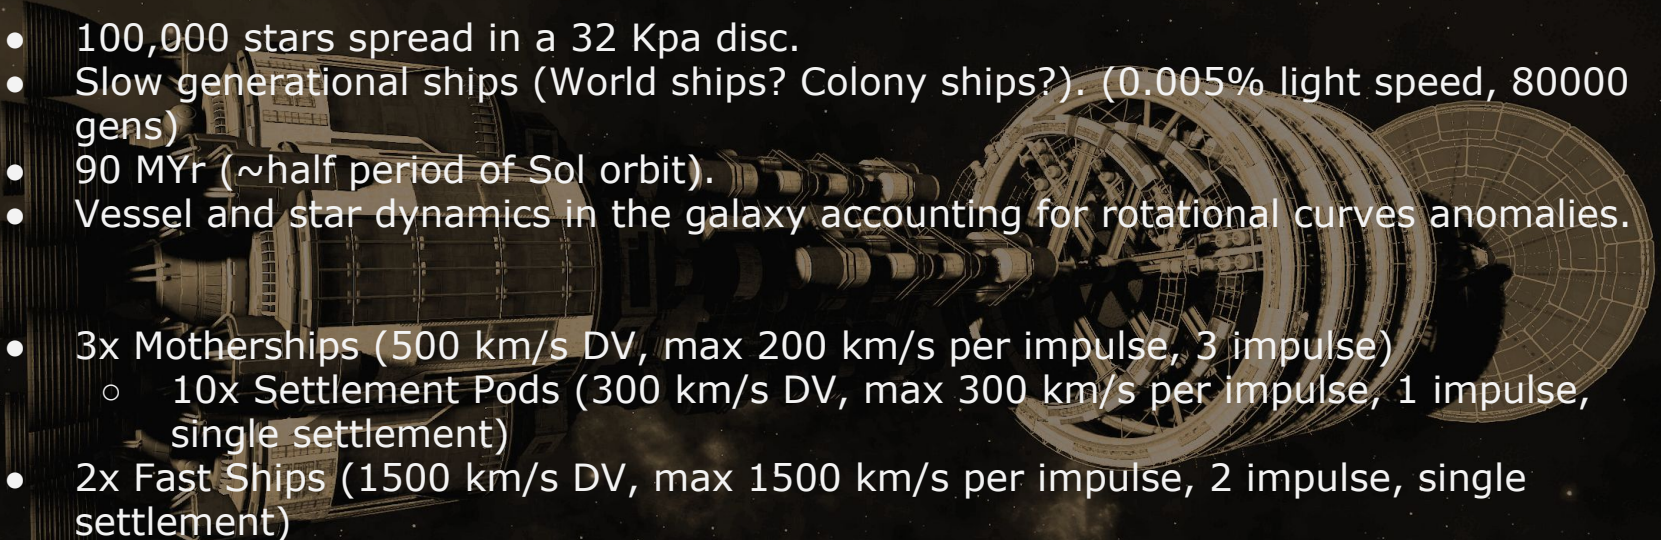 ● 100,000 stars spread in a 32 Kpa disc.
● Slow generational ships (World ships? Colony ships?). (0.005% light speed, 80000
gens)
● 90 MYr (~half period of Sol orbit).
● Vessel and star dynamics in the galaxy accounting for rotational curves anomalies.
● 3x Motherships (500 km/s DV, max 200 km/s per impulse, 3 impulse)
○ 10x Settlement Pods (300 km/s DV, max 300 km/s per impulse, 1 impulse,
single settlement)
● 2x Fast Ships (1500 km/s DV, max 1500 km/s per impulse, 2 impulse, single
settlement)